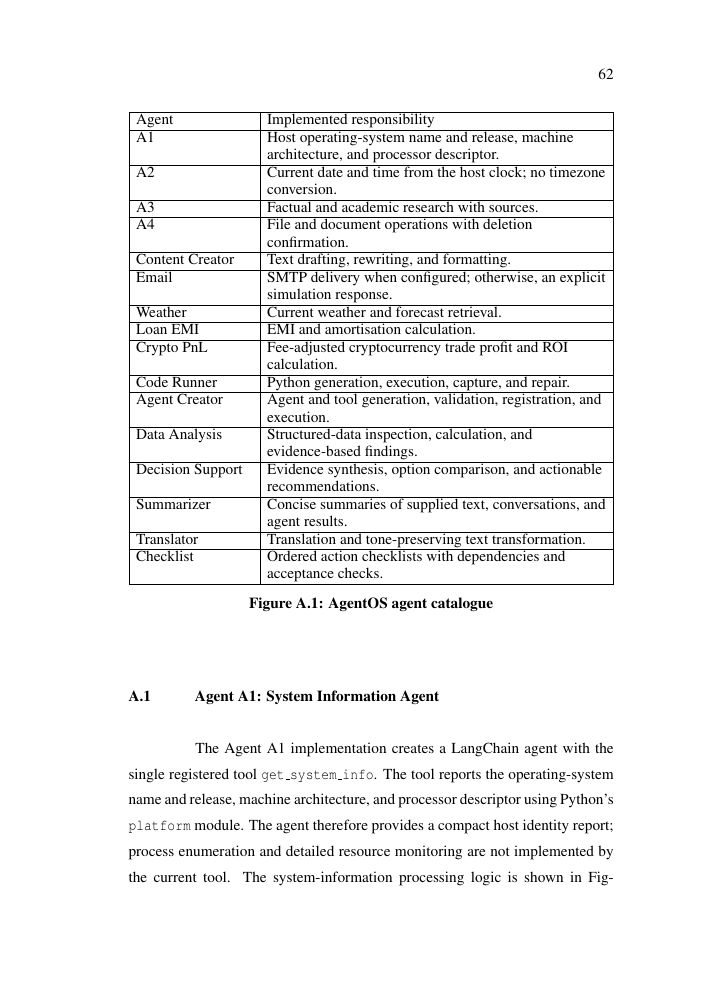 62
Agent Implemented responsibility
A1 Host operating-system name and release, machine
architecture, and processor descriptor.
A2 Current date and time from the host clock; no timezone
conversion.
A3 Factual and academic research with sources.
A4 File and document operations with deletion
confirmation.
Content Creator Text drafting, rewriting, and formatting.
Email SMTP delivery when configured; otherwise, an explicit
simulation response.
Weather Current weather and forecast retrieval.
Loan EMI EMI and amortisation calculation.
Crypto PnL Fee-adjusted cryptocurrency trade profit and ROI
calculation.
Code Runner Python generation, execution, capture, and repair.
Agent Creator Agent and tool generation, validation, registration, and
execution.
Data Analysis Structured-data inspection, calculation, and
evidence-based findings.
Decision Support Evidence synthesis, option comparison, and actionable
recommendations.
Summarizer Concise summaries of supplied text, conversations, and
agent results.
Translator Translation and tone-preserving text transformation.
Checklist Ordered action checklists with dependencies and
acceptance checks.
Figure A.1: AgentOS agent catalogue
A.1 Agent A1: System Information Agent
The Agent A1 implementation creates a LangChain agent with the
single registered tool get_system_info. The tool reports the operating-system
name and release, machine architecture, and processor descriptor using Python's
platform module. The agent therefore provides a compact host identity report;
process enumeration and detailed resource monitoring are not implemented by
the current tool. The system-information processing logic is shown in Fig-